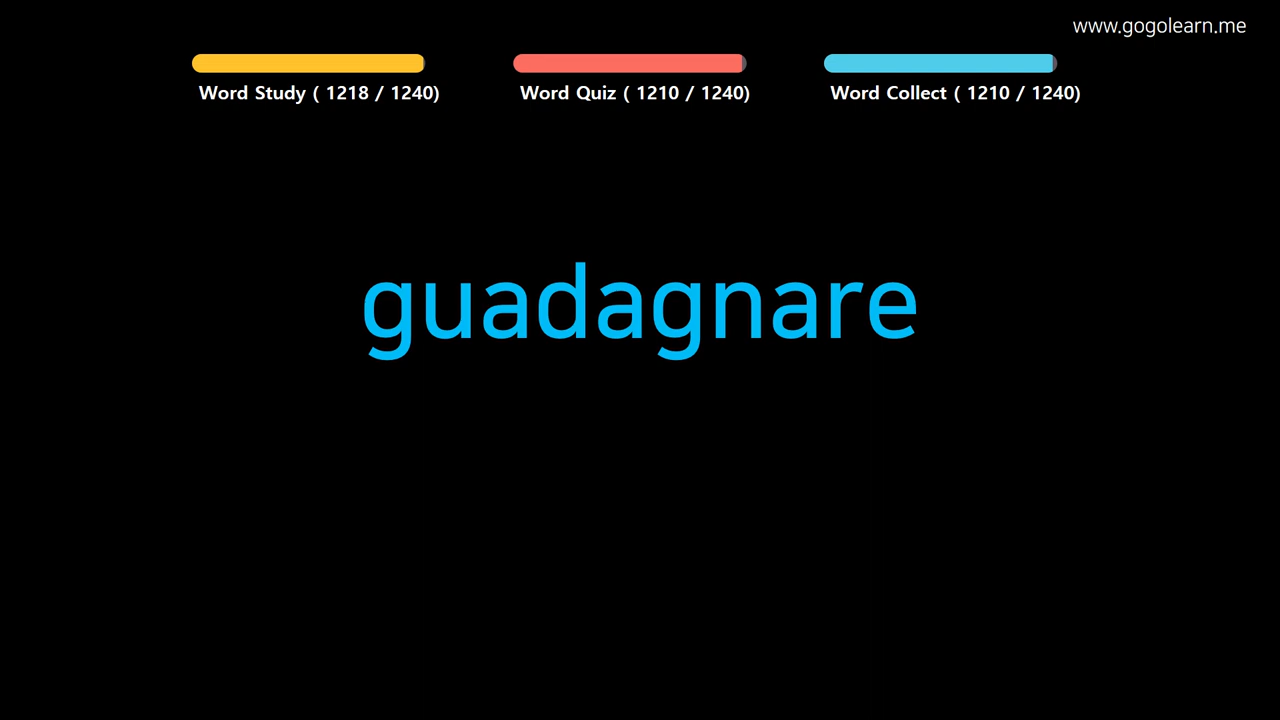 www.gogolearn.me
Word Study ( 1218 / 1240)
Word Quiz ( 1210 / 1240)
Word Collect ( 1210 / 1240)
guadagnare